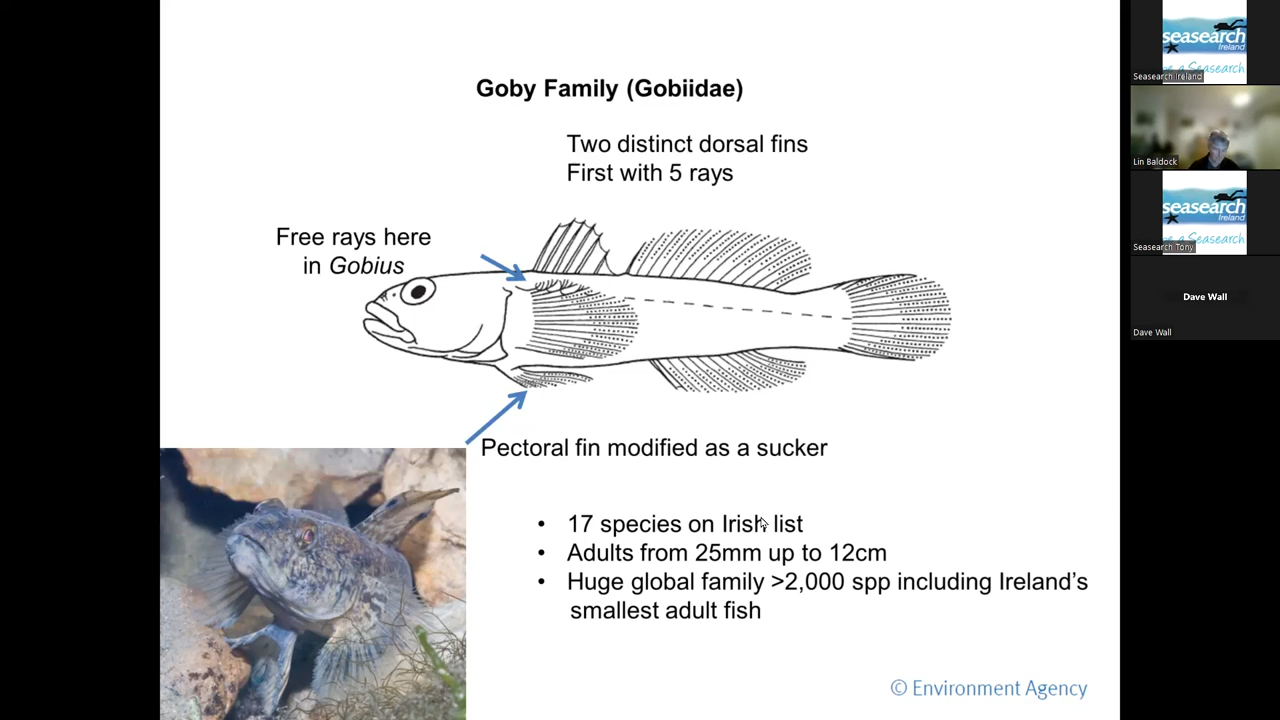 Goby Family (Gobiidae)
Two distinct dorsal fins
First with 5 rays
Free rays here
in Gobius
Pectoral fin modified as a sucker
• 17 species on Irish list
• Adults from 25mm up to 12cm
• Huge global family >2,000 spp including Ireland's
smallest adult fish
© Environment Agency
seasearch
Ireland
e a Seasearch
Seasearch Ireland
Lin Baldock
seasearch
Ireland
e a Seasearch
Seasearch Tony
Dave Wall
Dave Wall